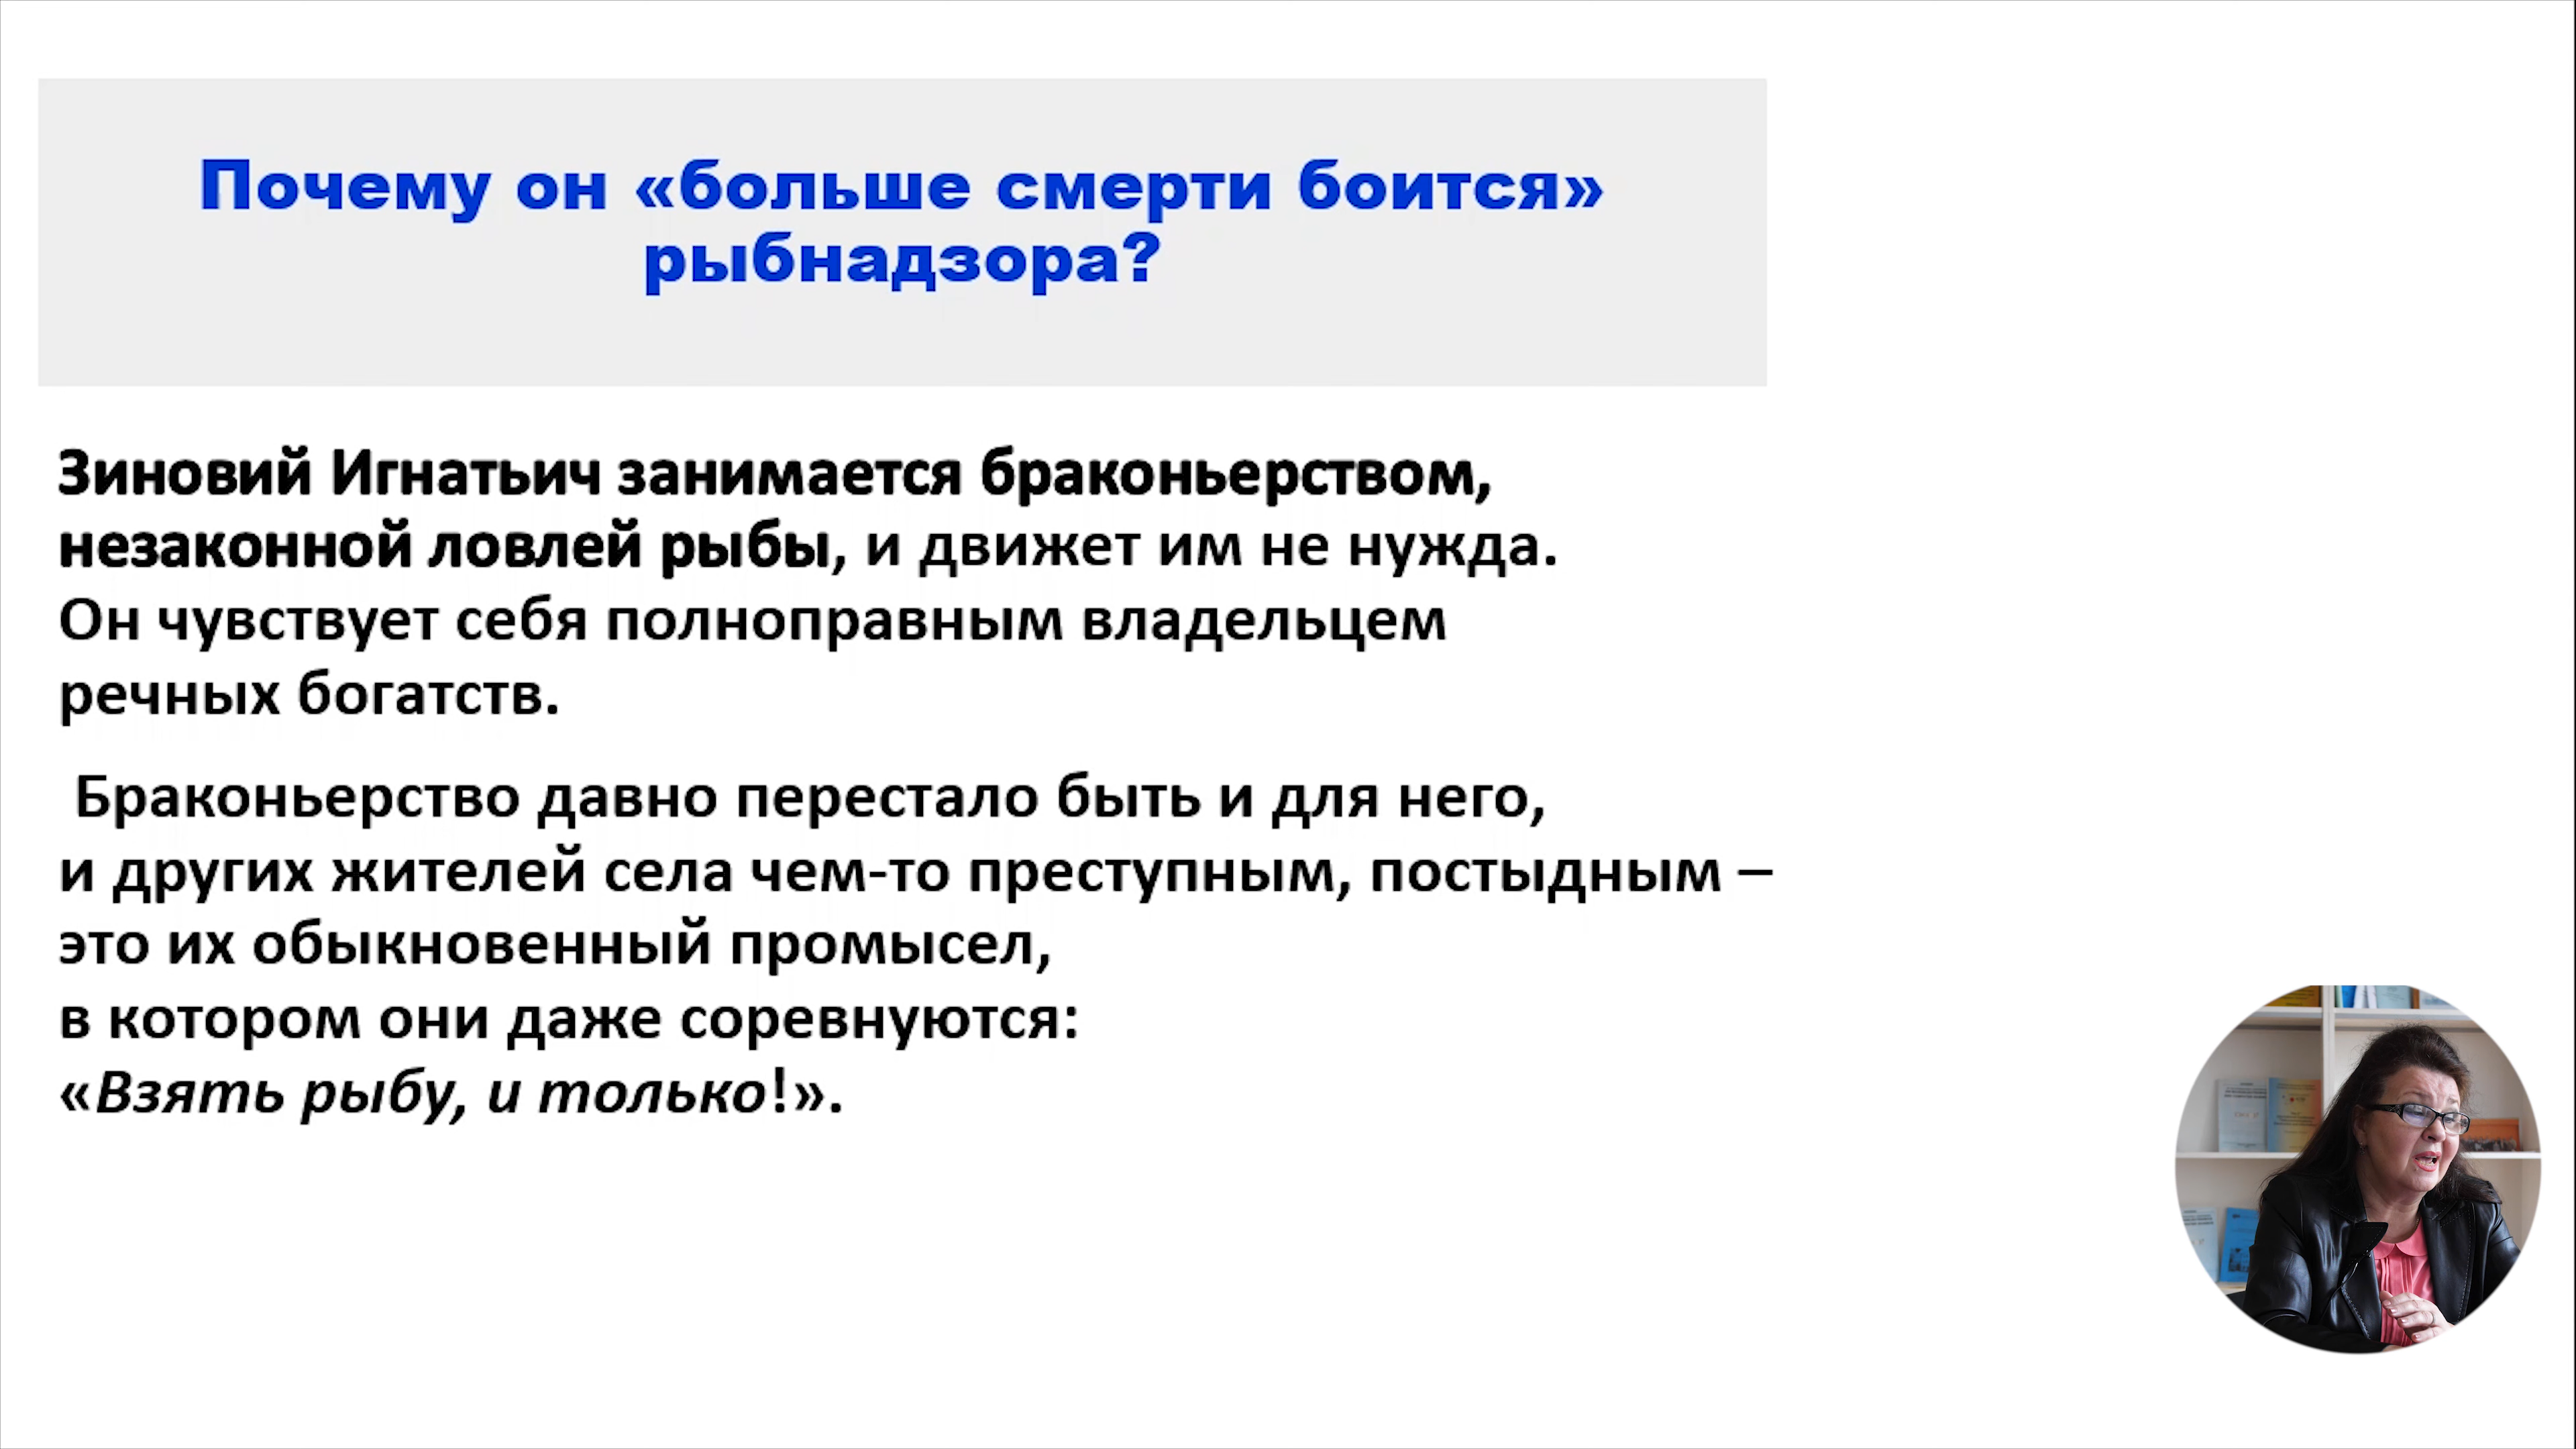 Почему он «больше смерти боится»
рыбнадзора?
Зиновий Игнатьич занимается браконьерством,
незаконной ловлей рыбы, и движет им не нужда.
Он чувствует себя полноправным владельцем
речных богатств.
Браконьерство давно перестало быть и для него,
и других жителей села чем-то преступным, постыдным –
это их обыкновенный промысел,
в котором они даже соревнуются:
«Взять рыбу, и только!».